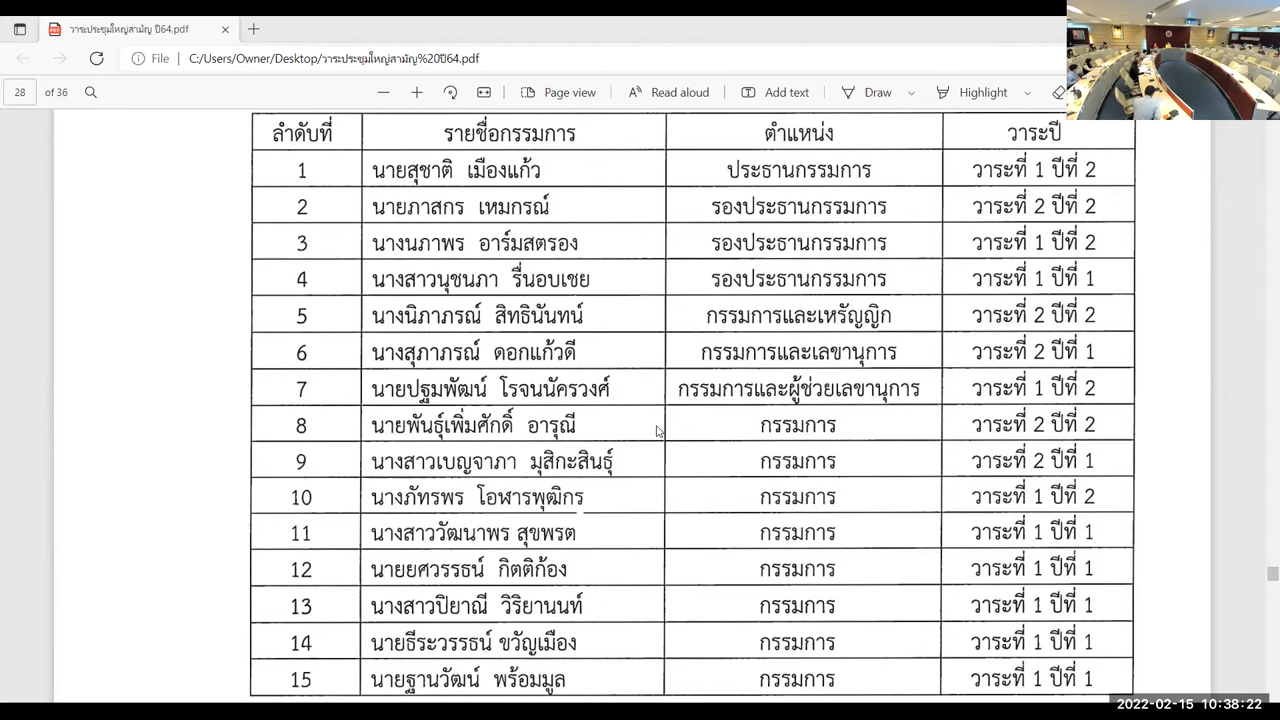 วาระประชุมใหญ่สามัญ ปี64.pdf
File C:/Users/Owner/Desktop/วาระประชุมใหญ่สามัญ%20ปี64.pdf
28 of 36 Page view Read aloud Add text Draw Highlight
ลำดับที่ รายชื่อกรรมการ ตำแหน่ง วาระปี
1 นายสุชาติ เมืองแก้ว ประธานกรรมการ วาระที่ 1 ปีที่ 2
2 นายภาสกร เหมกรณ์ รองประธานกรรมการ วาระที่ 2 ปีที่ 2
3 นางนภาพร อาร์มสตรอง รองประธานกรรมการ วาระที่ 1 ปีที่ 2
4 นางสาวนุชนภา รื่นอบเชย รองประธานกรรมการ วาระที่ 1 ปีที่ 1
5 นางนิภาภรณ์ สิทธินันทน์ กรรมการและเหรัญญิก วาระที่ 2 ปีที่ 2
6 นางสุภาภรณ์ ดอกแก้วดี กรรมการและเลขานุการ วาระที่ 2 ปีที่ 1
7 นายปฐมพัฒน์ โรจนนัครวงศ์ กรรมการและผู้ช่วยเลขานุการ วาระที่ 1 ปีที่ 2
8 นายพันธุ์เพิ่มศักดิ์ อารุณี กรรมการ วาระที่ 2 ปีที่ 2
9 นางสาวเบญจาภา มุสิกะสินธุ์ กรรมการ วาระที่ 2 ปีที่ 1
10 นางภัทรพร โอฬารพุฒิกร กรรมการ วาระที่ 1 ปีที่ 2
11 นางสาววัฒนาพร สุขพรต กรรมการ วาระที่ 1 ปีที่ 1
12 นายยศวรรธน์ กิตติก้อง กรรมการ วาระที่ 1 ปีที่ 1
13 นางสาวปิยาณี วิริยานนท์ กรรมการ วาระที่ 1 ปีที่ 1
14 นายธีระวรรธน์ ขวัญเมือง กรรมการ วาระที่ 1 ปีที่ 1
15 นายฐานวัฒน์ พร้อมมูล กรรมการ วาระที่ 1 ปีที่ 1
2022-02-15 10:38:22